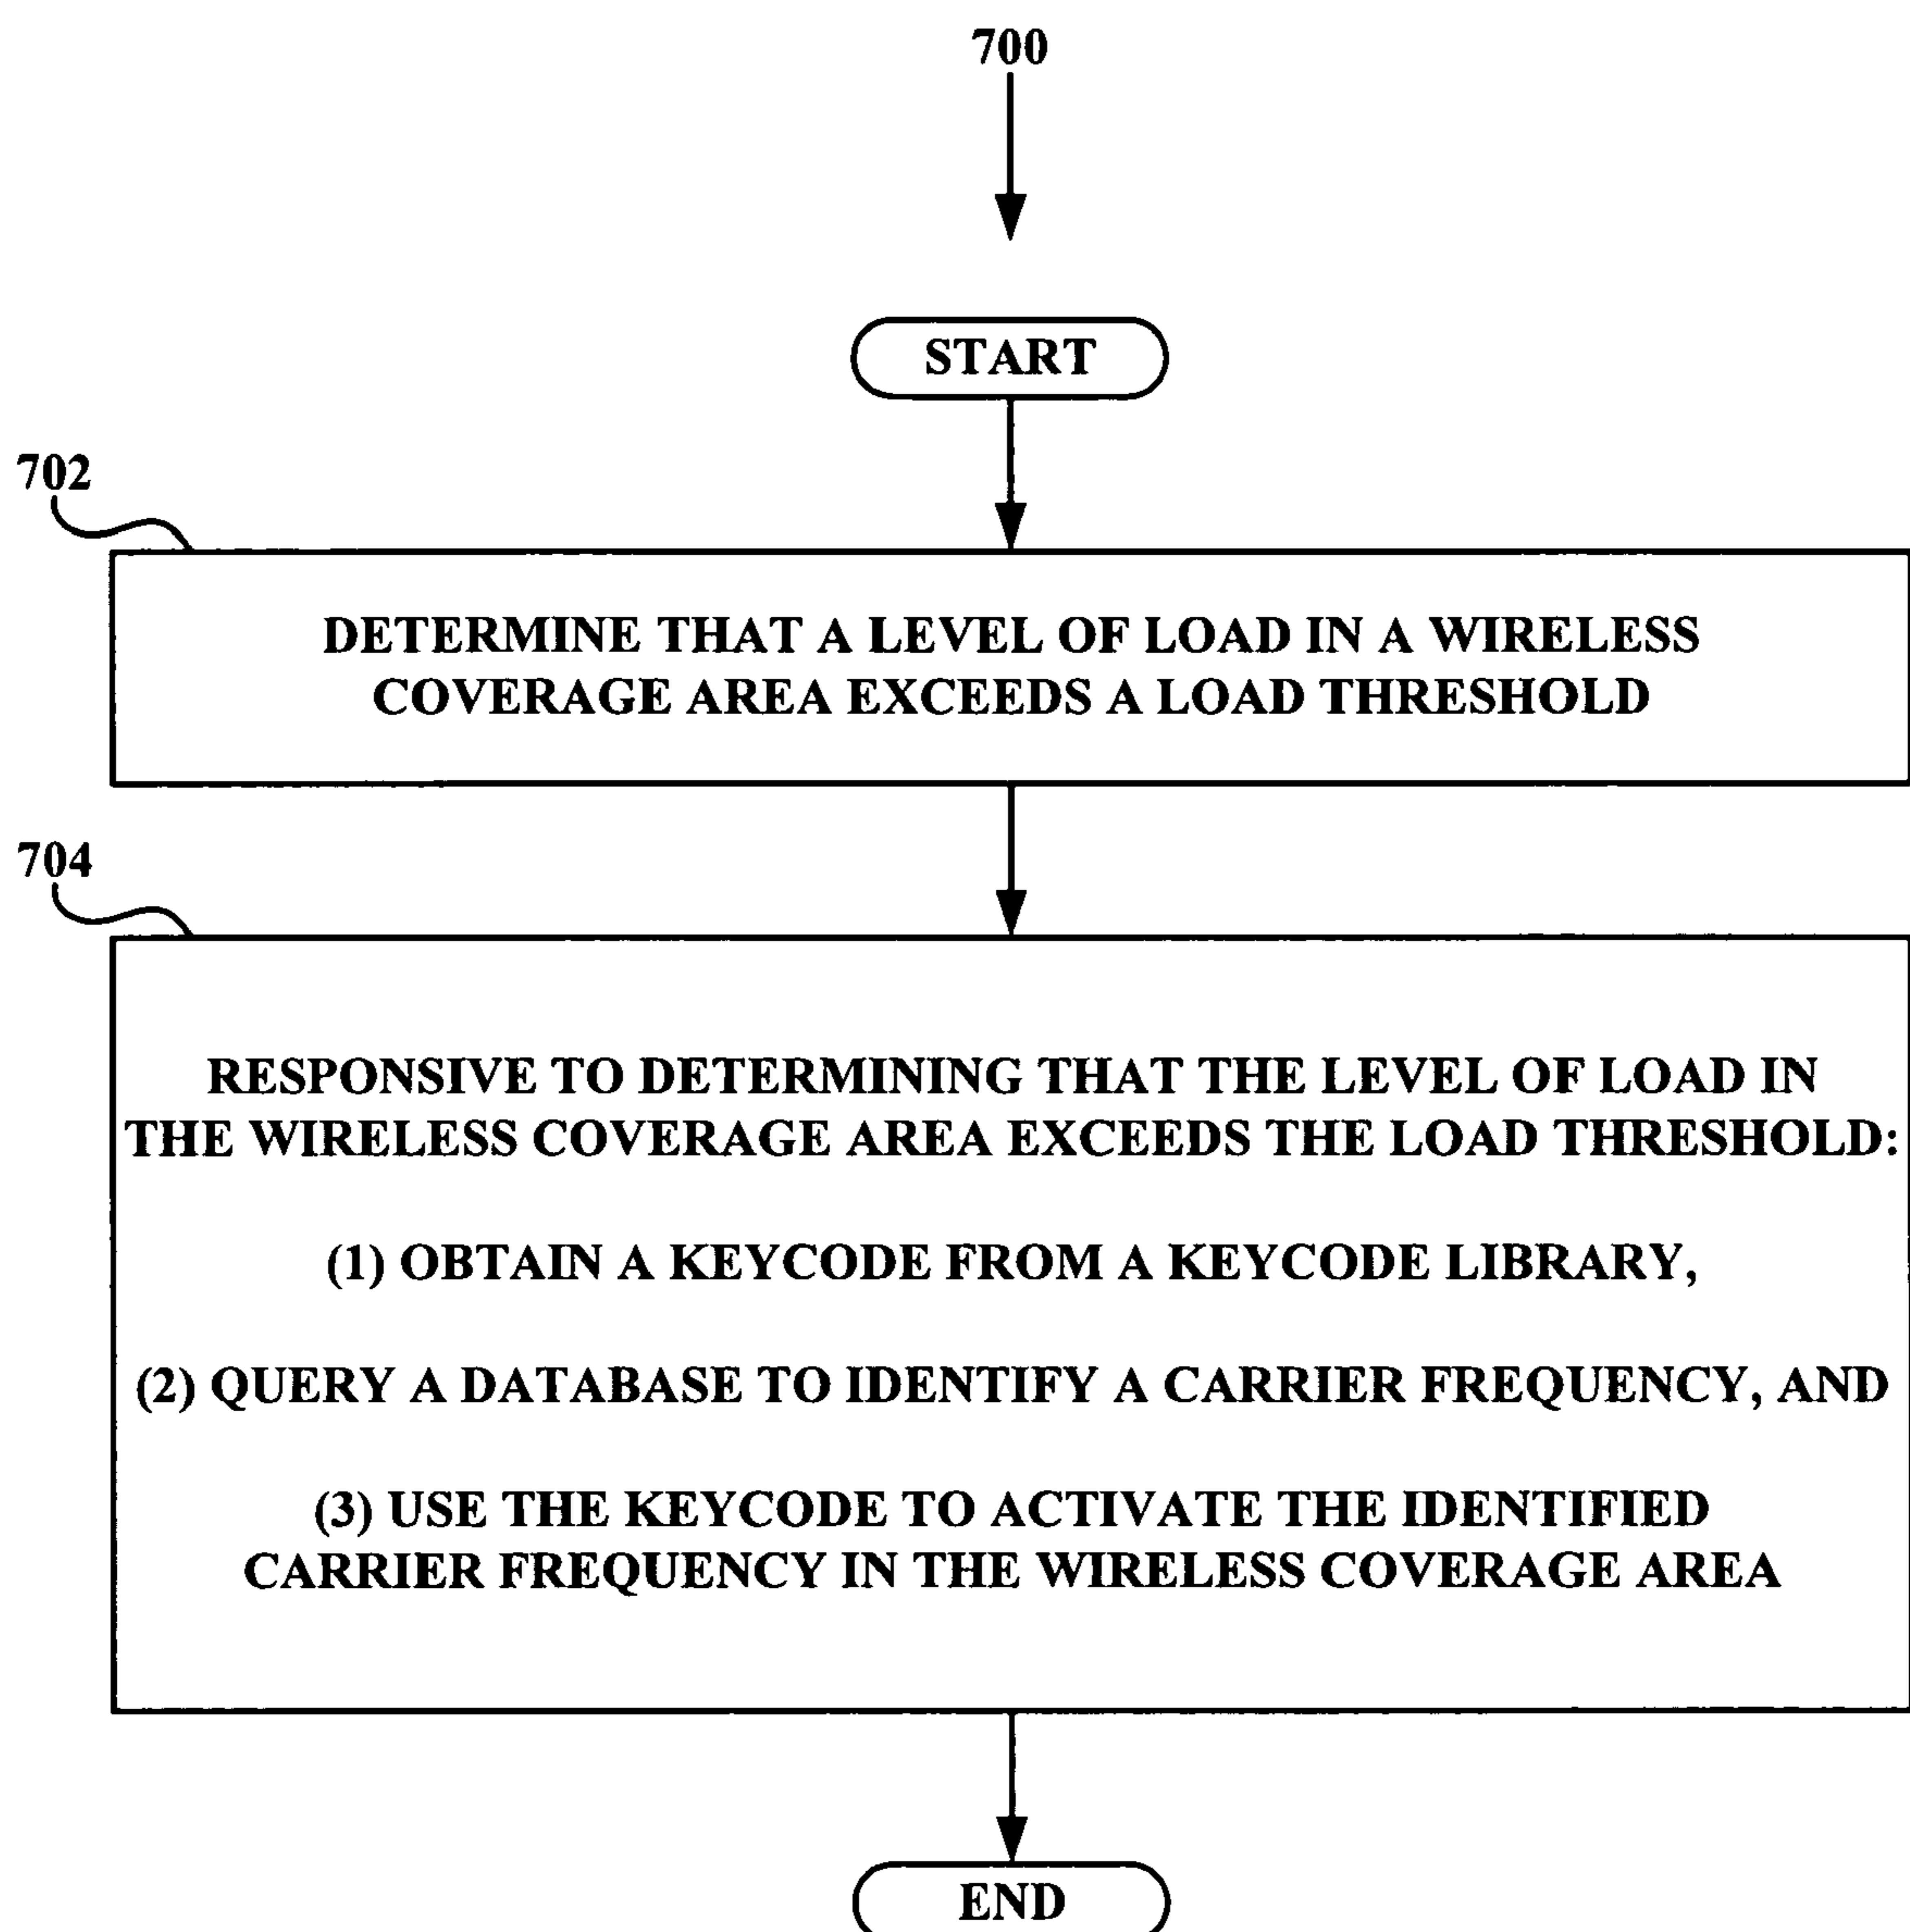 700
START
702
DETERMINE THAT A LEVEL OF LOAD IN A WIRELESS
COVERAGE AREA EXCEEDS A LOAD THRESHOLD
704
RESPONSIVE TO DETERMINING THAT THE LEVEL OF LOAD IN
THE WIRELESS COVERAGE AREA EXCEEDS THE LOAD THRESHOLD:
(1) OBTAIN A KEYCODE FROM A KEYCODE LIBRARY,
(2) QUERY A DATABASE TO IDENTIFY A CARRIER FREQUENCY, AND
(3) USE THE KEYCODE TO ACTIVATE THE IDENTIFIED
CARRIER FREQUENCY IN THE WIRELESS COVERAGE AREA
END